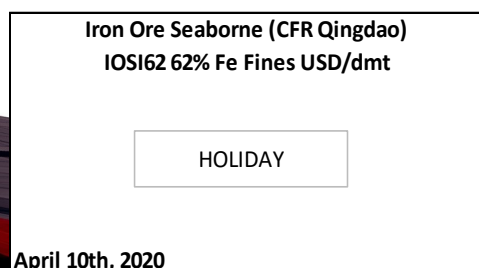 Iron Ore Seaborne (CFR Qingdao)
IOSI62 62% Fe Fines USD/dmt
HOLIDAY
April 10th, 2020